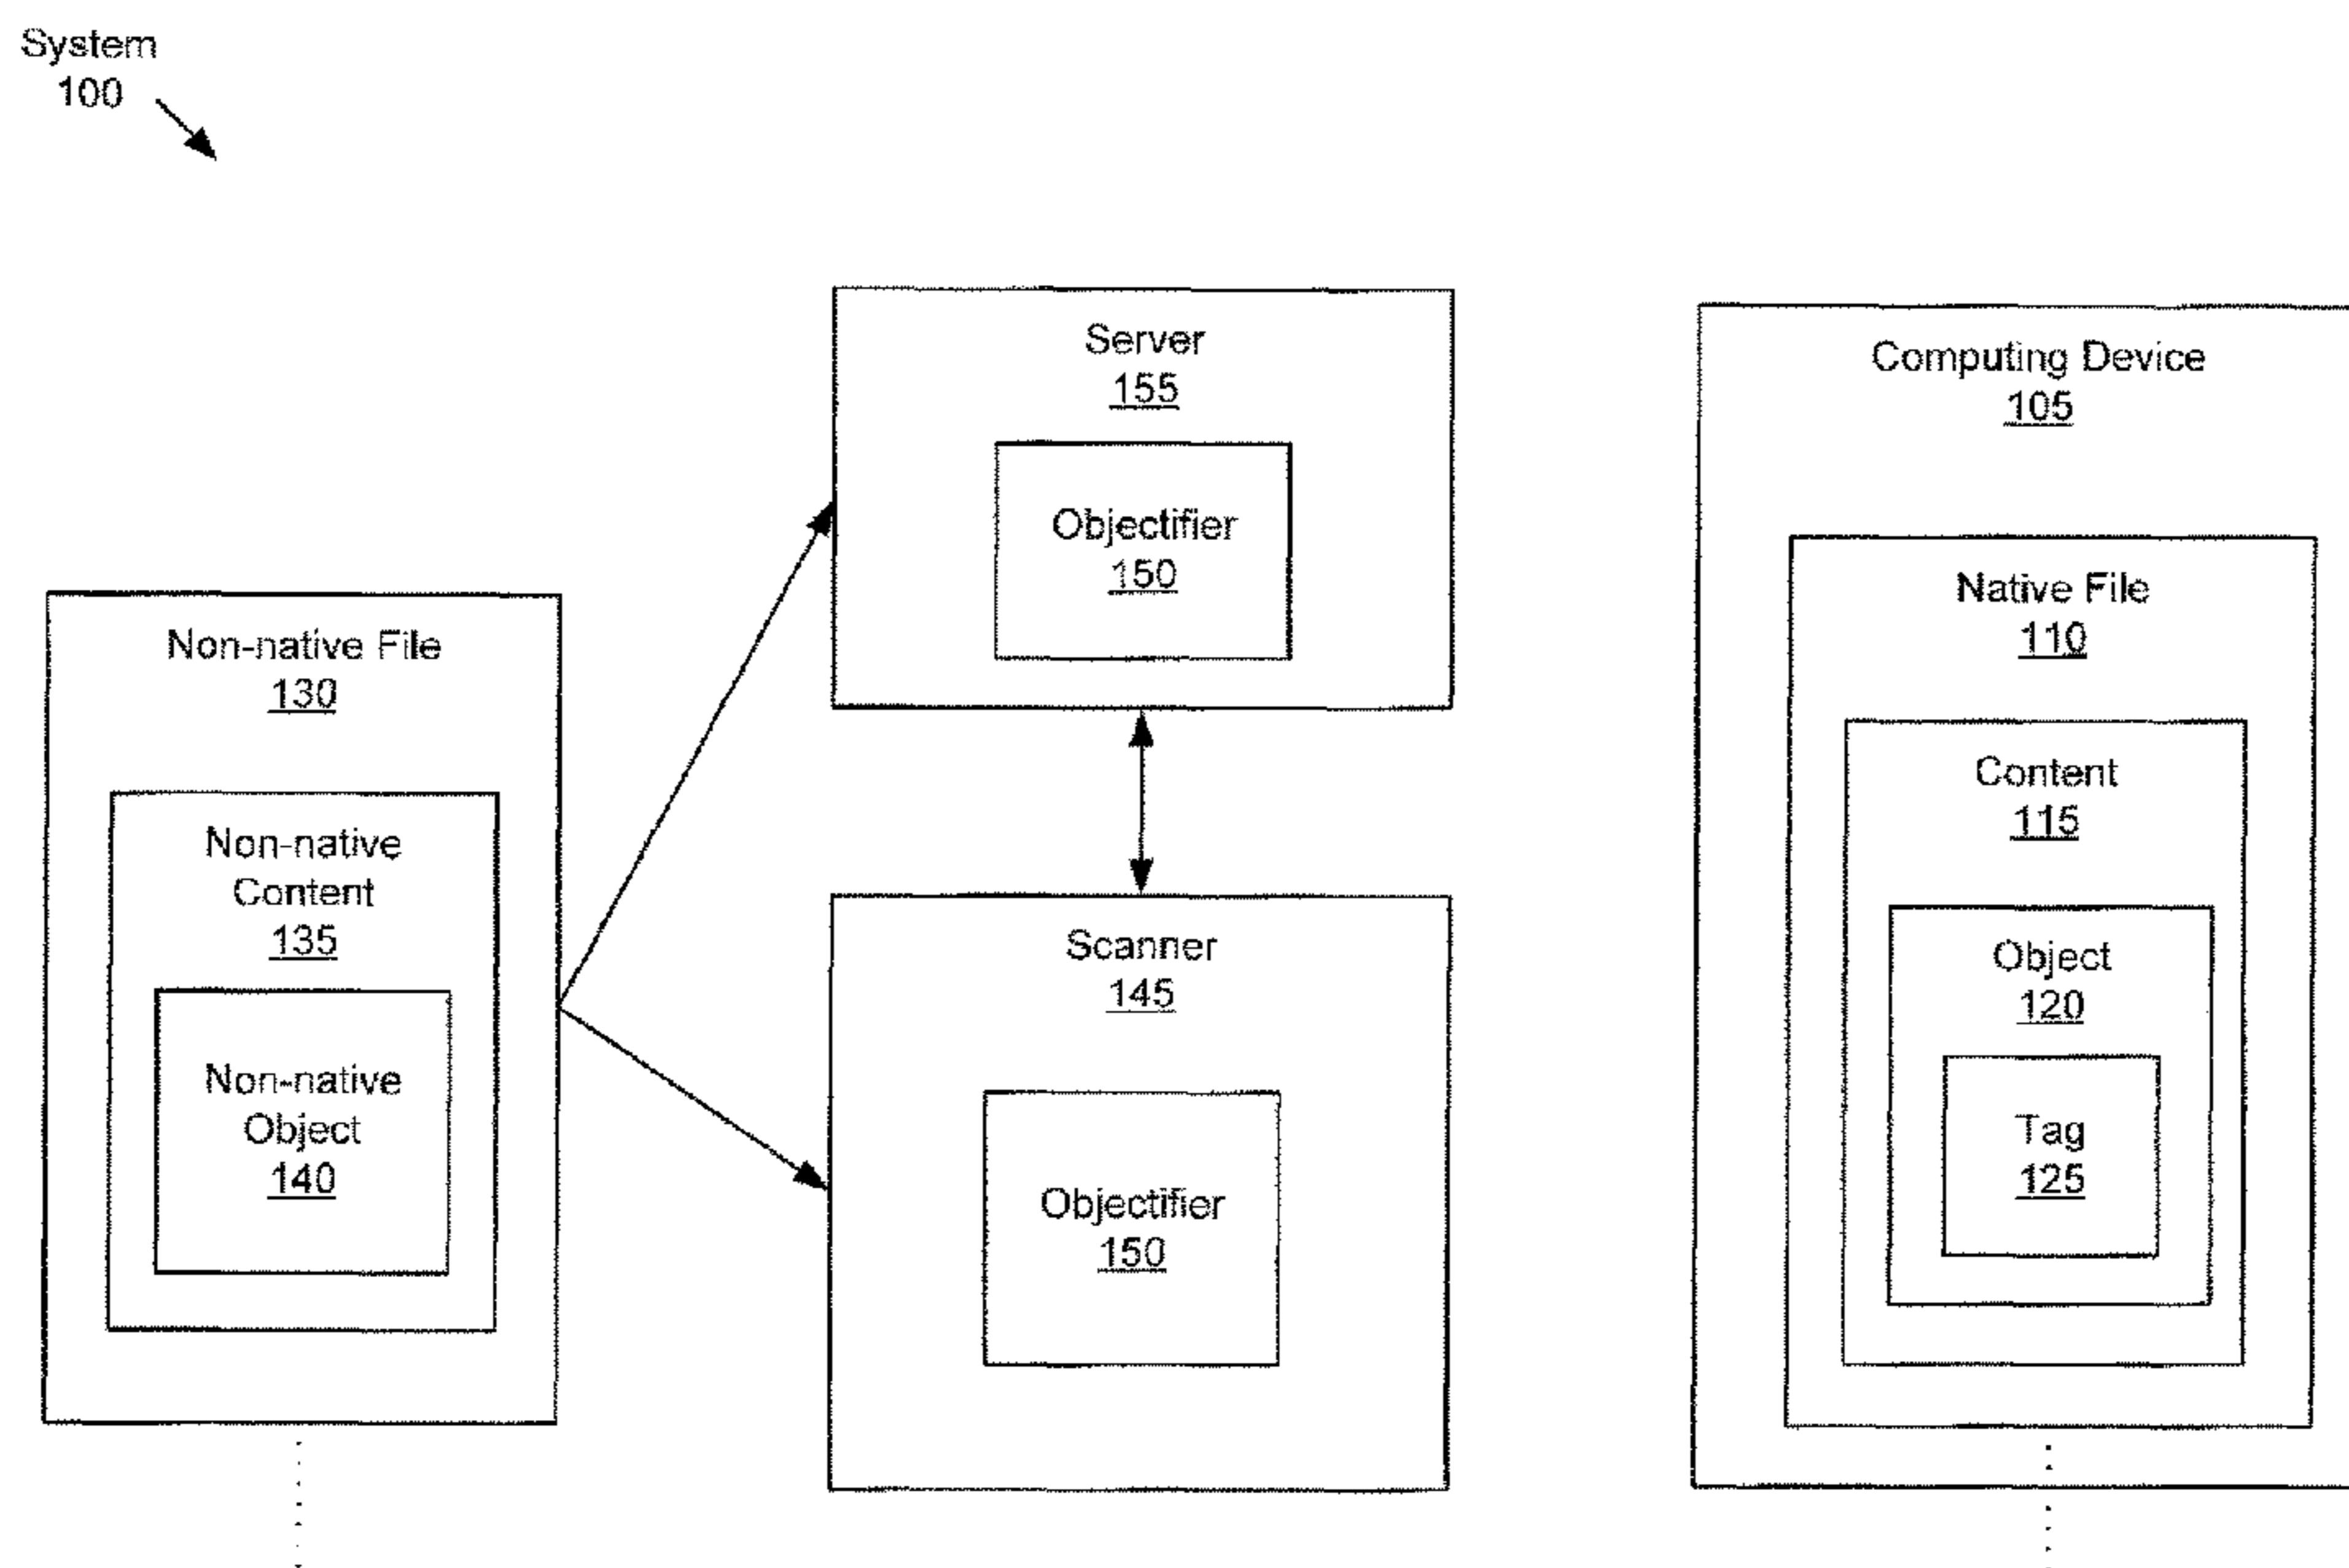 System
100
Server
155
Objectifier
150
Computing Device
105
Native File
110
Content
115
Object
120
Tag
125
Non-native File
130
Non-native
Content
135
Non-native
Object
140
Scanner
145
Objectifier
150